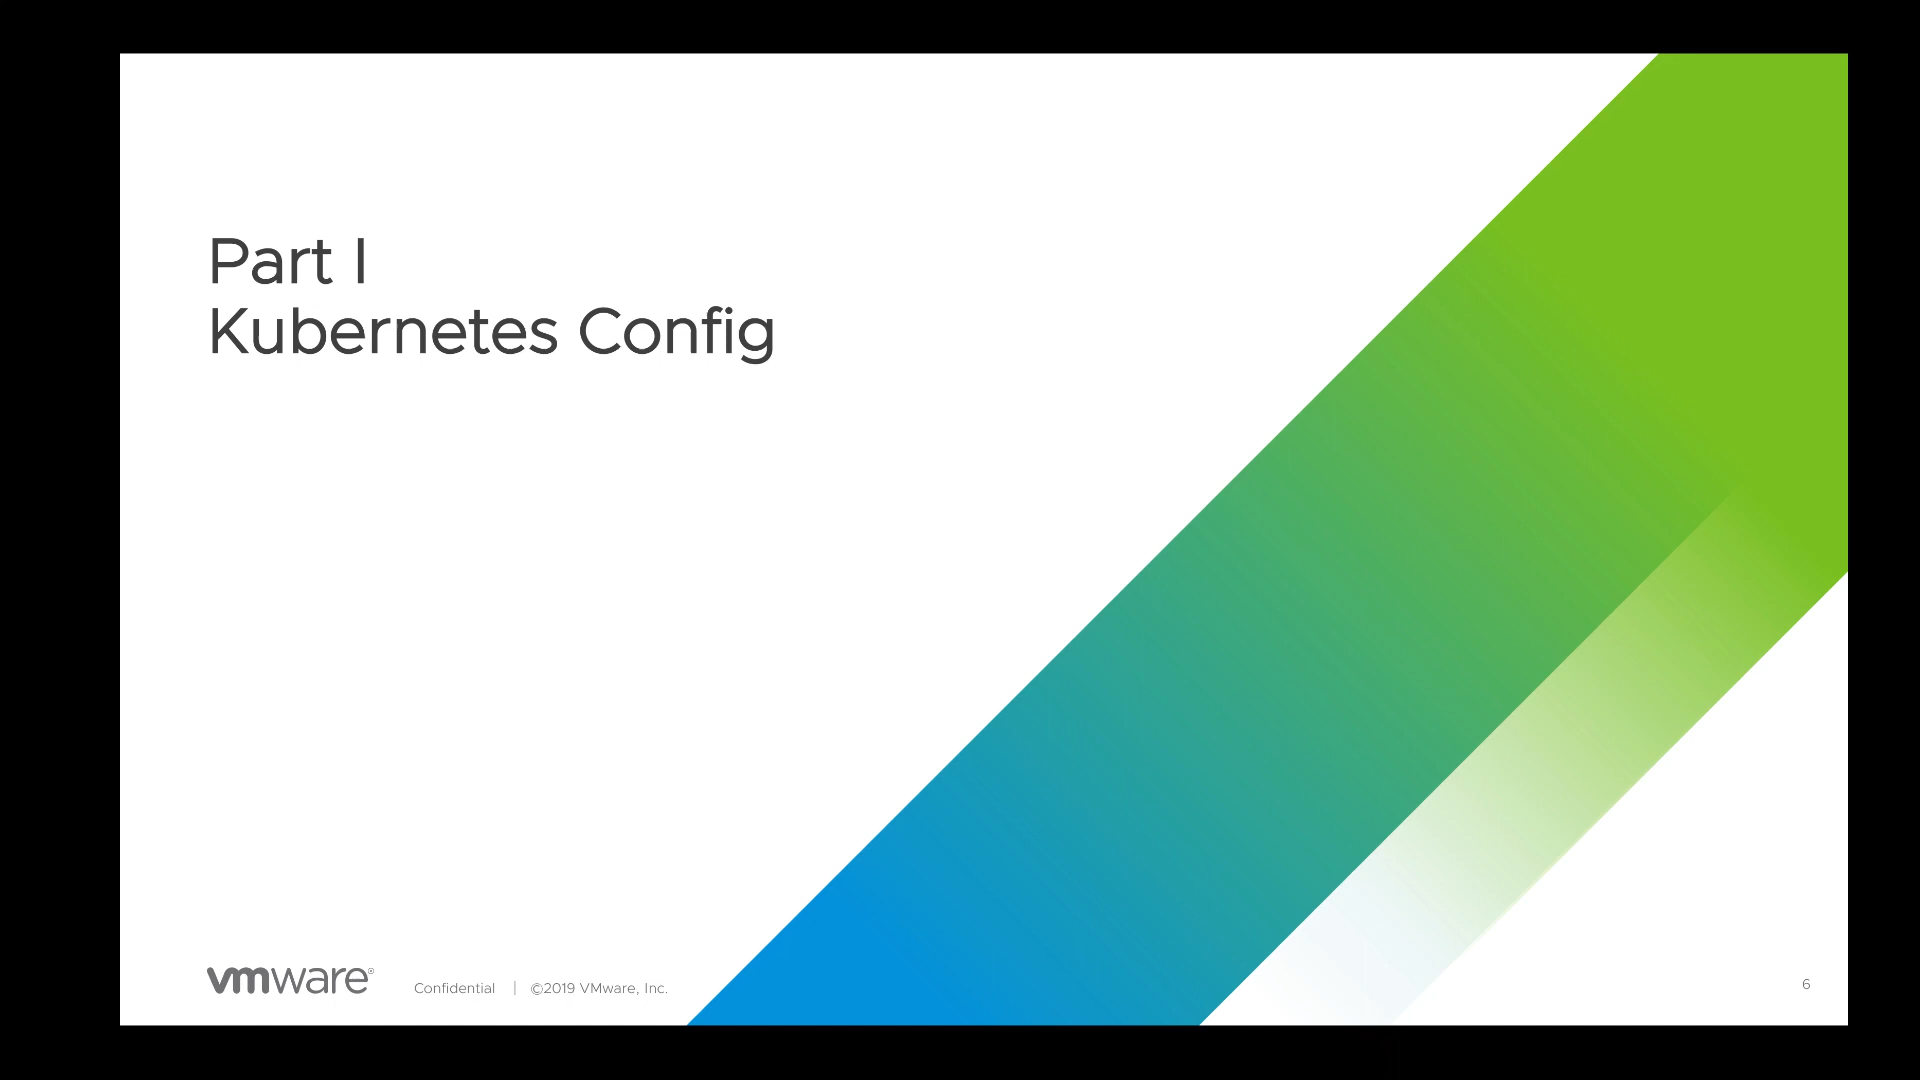 Part I
Kubernetes Config
vmware®
Confidential | ©2019 VMware, Inc.
6